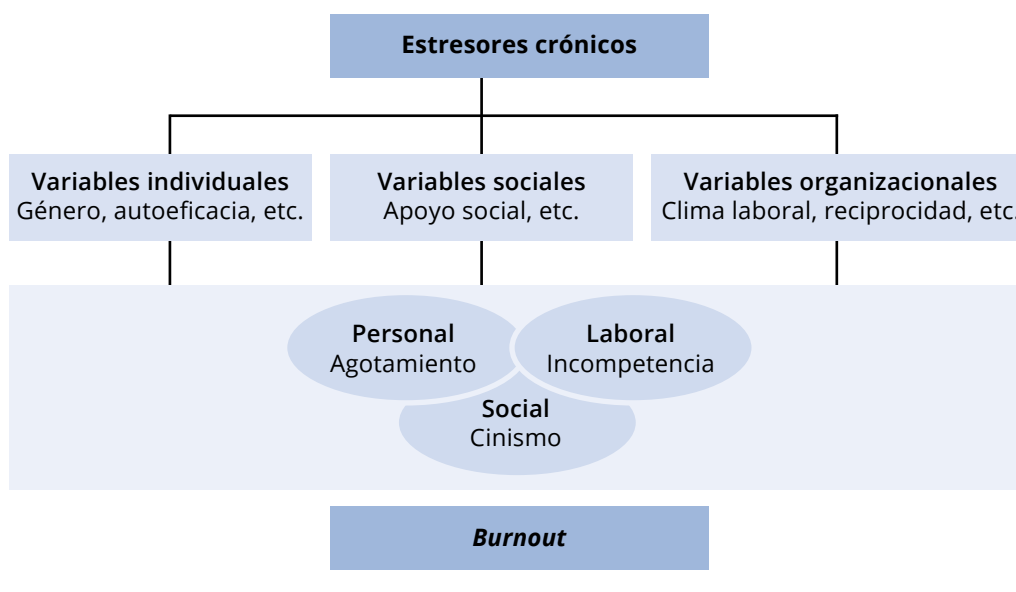 Estresores crónicos
Variables individuales
Género, autoeficacia, etc.
Variables sociales
Apoyo social, etc.
Variables organizacionales
Clima laboral, reciprocidad, etc.
Personal
Agotamiento
Laboral
Incompetencia
Social
Cinismo
Burnout